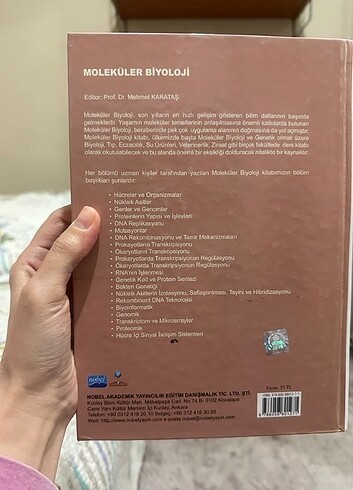 MOLEKÜLER BİYOLOJİ
Editor: Prof. Dr. Mehmet KARATAŞ
Moleküler Biyoloji, son yılların en hızlı gelişim gösteren bilim dallarının başında
gelmektedir. Yaşamın moleküler temellerinin anlaşılmasına önemli katkılarda bulunan
Moleküler Biyoloji, beraberinde pek çok uygulama alanının doğmasına da yol açmıştır.
Moleküler Biyoloji kitabı, ülkemizde başta Moleküler Biyoloji ve Genetik olmak üzere
Biyoloji, Tıp, Eczacılık, Su Ürünleri, Veterinerlik, Ziraat gibi birçok fakültede ders kitabı
olarak okutulabilecek ve bu alanda önemli bir eksikliği dolduracak nitelikte bir kaynaktır.
Her bölümü uzman kişiler tarafından yazılan Moleküler Biyoloji kitabımızın bölüm
başlıkları şunlardır:
Hücreler ve Organizmalar
Nükleik Asitler
Genler ve Genomlar
Proteinlerin Yapısı ve İşlevleri
DNA Replikasyonu
Mutasyonlar
DNA Rekombinasyonu ve Tamir Mekanizmaları
Prokaryotların Transkripsiyonu
Ökaryotların Transkripsiyonu
Prokaryotlarda Transkripsiyonun Regülasyonu
Ökaryotlarda Transkripsiyonun Regülasyonu
RNA'nın İşlenmesi
Genetik Kod ve Protein Sentezi
Bakteri Genetiği
Nükleik Asitlerin İzolasyonu, Saflaştırılması, Tayini ve Hibridizasyonu
Rekombinant DNA Teknolojisi
Biyoinformatik
Genomik
Transkriptom ve Mikroarrayler
Proteomik
Hücre İçi Sinyal İletişim Sistemleri
nobel
NOBEL AKADEMİK YAYINCILIK EĞİTİM DANIŞMANLIK TİC. LTD. ŞTİ.